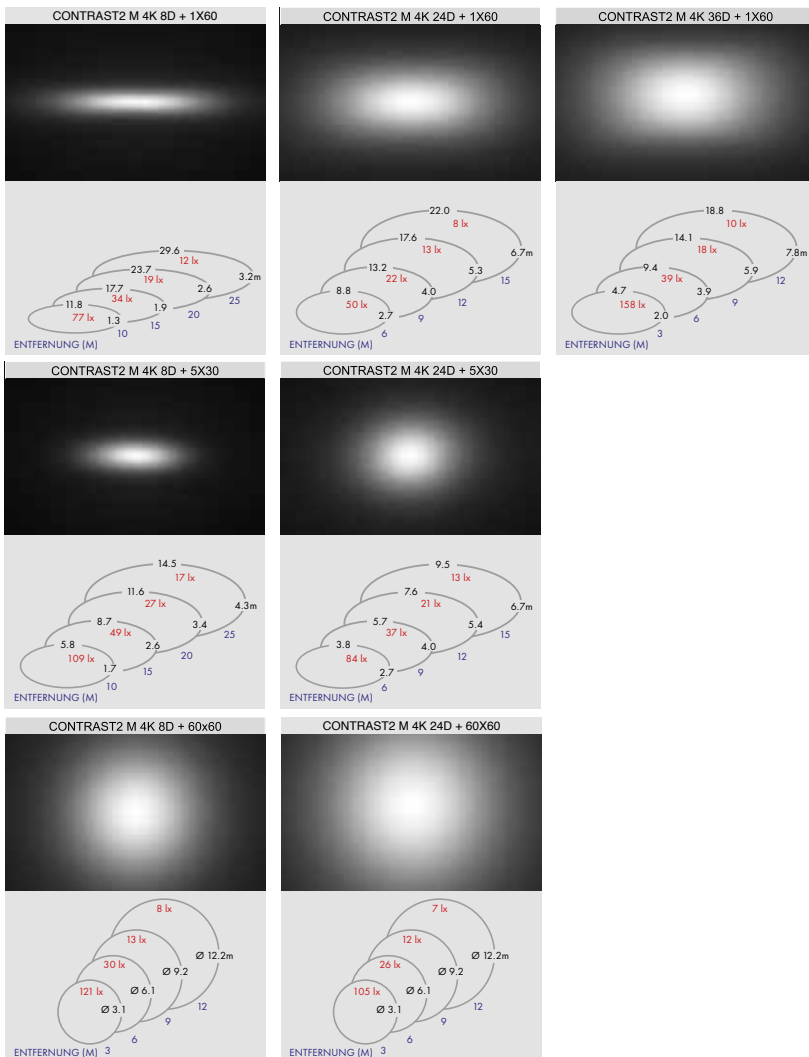 CONTRAST2 M 4K 8D + 1X60
29.6
12 lx
3.2m
23.7
19 lx
2.6
25
17.7
34 lx
1.9
20
11.8
77 lx
1.3
15
10
ENTFERNUNG (M)
CONTRAST2 M 4K 24D + 1X60
22.0
8 lx
6.7m
17.6
13 lx
5.3
15
13.2
22 lx
4.0
12
8.8
50 lx
2.7
9
6
ENTFERNUNG (M)
CONTRAST2 M 4K 36D + 1X60
18.8
10 lx
7.8m
14.1
18 lx
5.9
12
9.4
39 lx
3.9
9
4.7
158 lx
2.0
6
3
ENTFERNUNG (M)
CONTRAST2 M 4K 8D + 5X30
14.5
17 lx
4.3m
11.6
27 lx
3.4
25
8.7
49 lx
2.6
20
5.8
109 lx
1.7
15
10
ENTFERNUNG (M)
CONTRAST2 M 4K 24D + 5X30
9.5
13 lx
6.7m
7.6
21 lx
5.4
15
5.7
37 lx
4.0
12
3.8
84 lx
2.7
9
6
ENTFERNUNG (M)
CONTRAST2 M 4K 8D + 60x60
8 lx
Ø 12.2m
13 lx
Ø 9.2
12
30 lx
Ø 6.1
9
121 lx
Ø 3.1
6
ENTFERNUNG (M) 3
CONTRAST2 M 4K 24D + 60X60
7 lx
Ø 12.2m
12 lx
Ø 9.2
12
26 lx
Ø 6.1
9
105 lx
Ø 3.1
6
ENTFERNUNG (M) 3